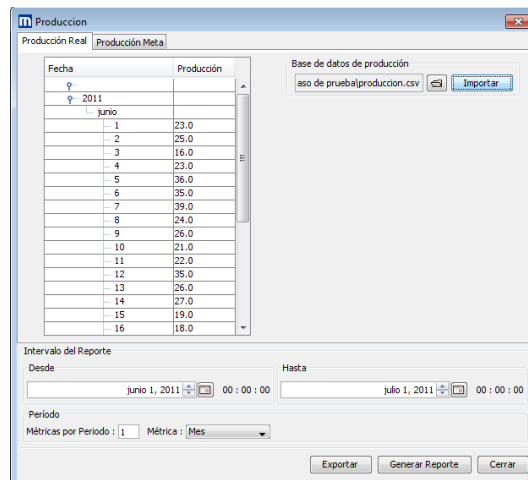 Produccion
Producción Real Producción Meta
Fecha Producción
2011
junio
1 23.0
2 25.0
3 16.0
4 23.0
5 36.0
6 35.0
7 39.0
8 24.0
9 26.0
10 21.0
11 22.0
12 35.0
13 26.0
14 27.0
15 19.0
16 18.0
Base de datos de producción
aso de prueba\produccion.csv Importar
Intervalo del Reporte
Desde Hasta
junio 1, 2011 00 : 00 : 00 julio 1, 2011 00 : 00 : 00
Período
Métricas por Periodo : 1 Métrica : Mes
Exportar Generar Reporte Cerrar